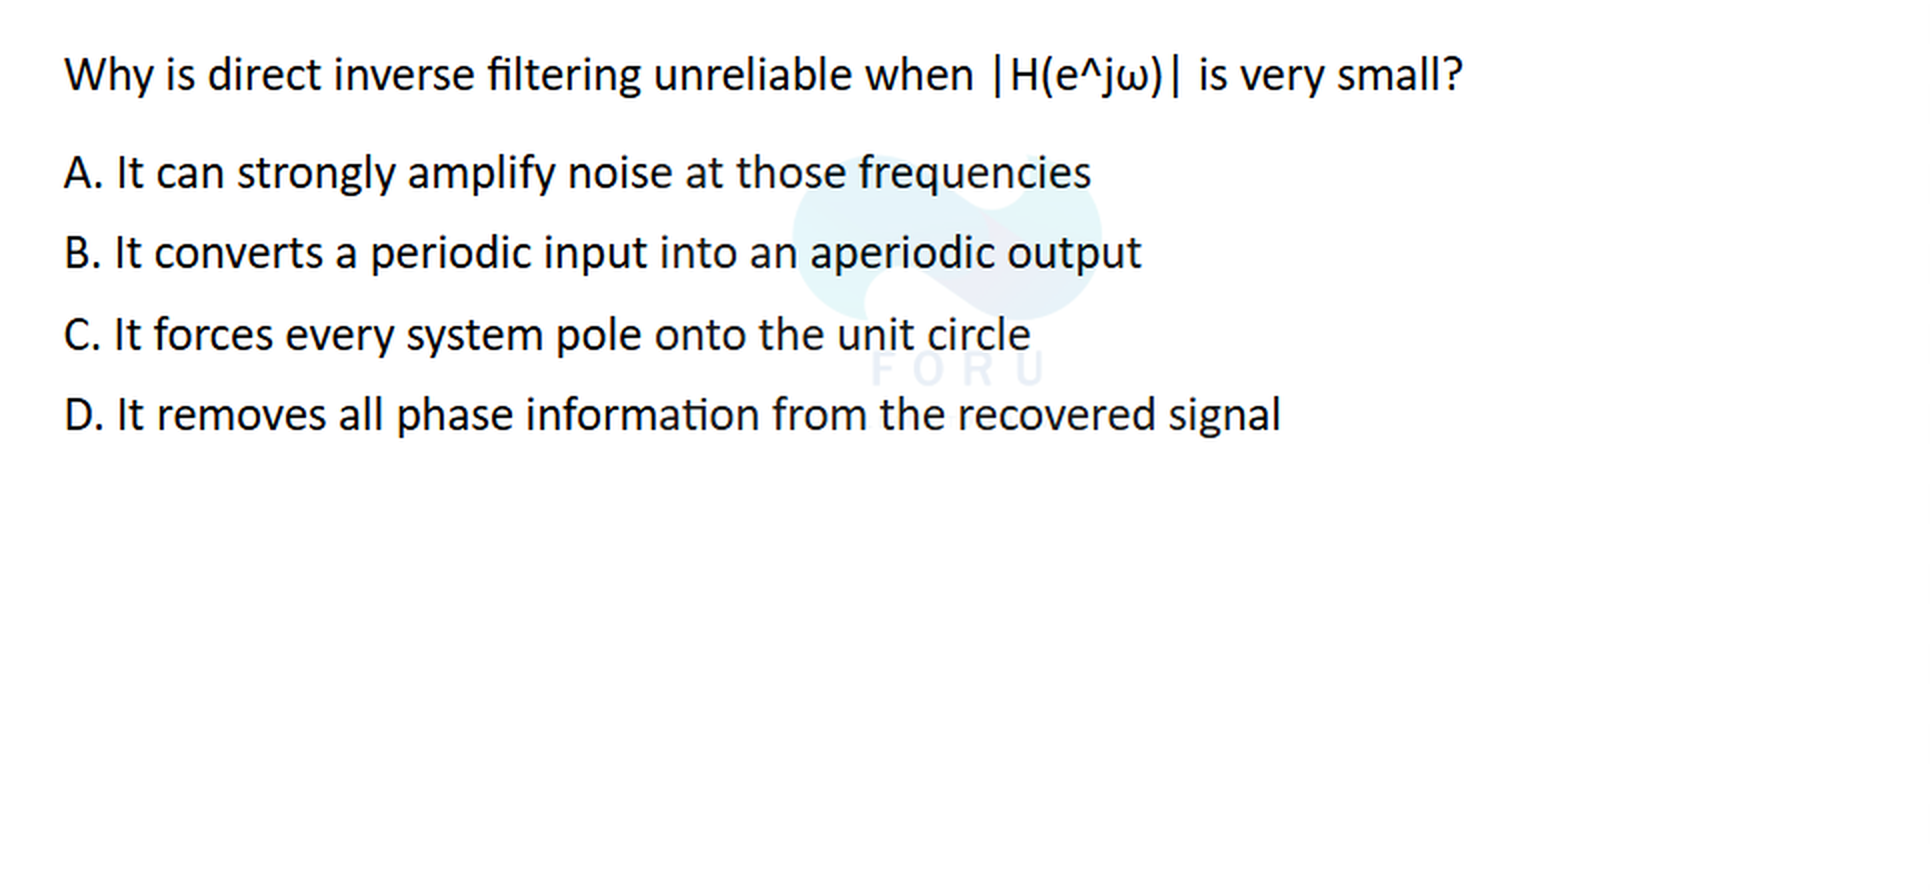 Why is direct inverse filtering unreliable when |H(e^jω)| is very small?
A. It can strongly amplify noise at those frequencies
B. It converts a periodic input into an aperiodic output
C. It forces every system pole onto the unit circle
FORU
D. It removes all phase information from the recovered signal